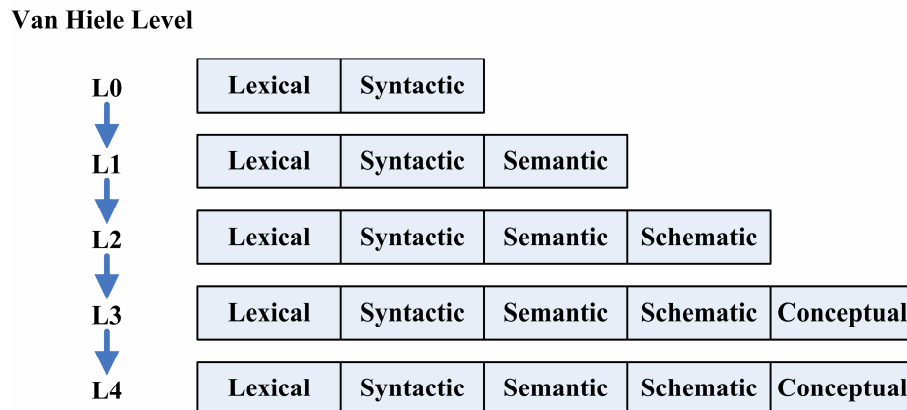 Van Hiele Level
L0 Lexical Syntactic
L1 Lexical Syntactic Semantic
L2 Lexical Syntactic Semantic Schematic
L3 Lexical Syntactic Semantic Schematic Conceptual
L4 Lexical Syntactic Semantic Schematic Conceptual